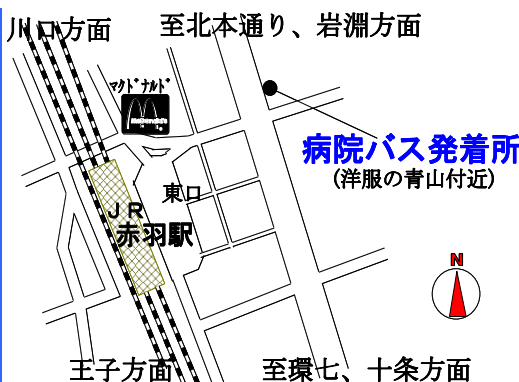 川口方面
至北本通り、岩淵方面
ﾏｸﾄﾞﾅﾙﾄﾞ
McDonald's
病院バス発着所
(洋服の青山付近)
東口
JR
赤羽駅
N
王子方面
至環七、十条方面